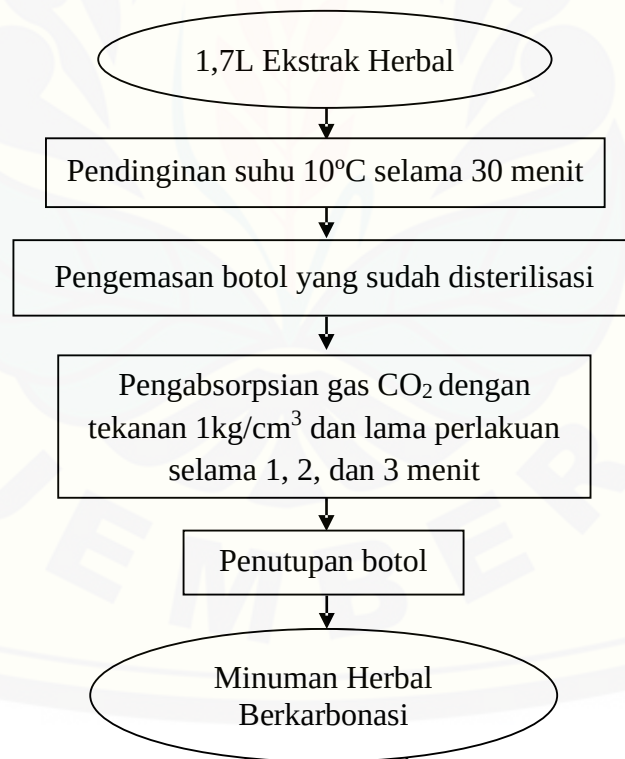 1,7L Ekstrak Herbal
Pendinginan suhu 10ºC selama 30 menit
Pengemasan botol yang sudah disterilisasi
Pengabsorpsian gas CO₂ dengan
tekanan 1kg/cm³ dan lama perlakuan
selama 1, 2, dan 3 menit
Penutupan botol
Minuman Herbal
Berkarbonasi
JEMBER